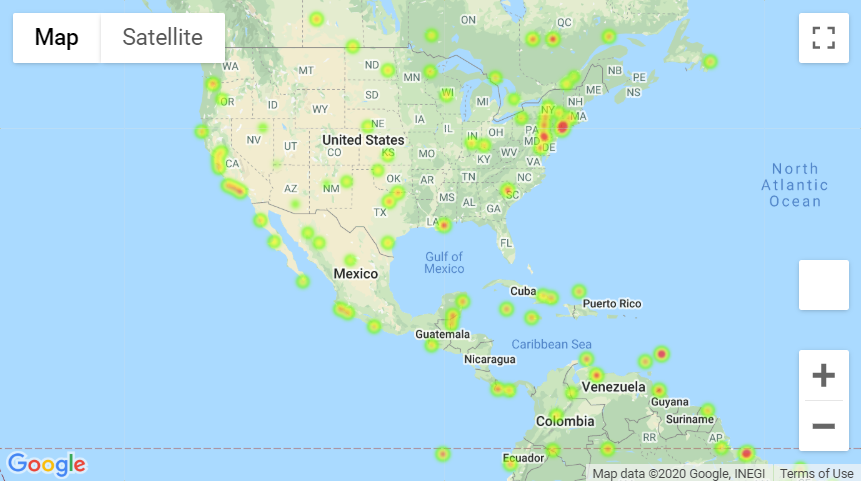 Map
Satellite
ON
QC
WA
MT
ND
MN
NB
PE
NS
ME
OR
ID
WY
SD
WI
MI
NH
NY
MA
United States
NV
UT
CO
KS
IA
IL
IN
OH
PA
MD
DE
MO
KY
WV
VA
CA
AZ
NM
OK
AR
TN
NC
SC
TX
MS
AL
GA
LA
FL
North
Atlantic
Ocean
Gulf of
Mexico
Mexico
Cuba
Puerto Rico
Guatemala
Caribbean Sea
Nicaragua
Venezuela
Guyana
Suriname
Colombia
RR
AP
Ecuador
Google
Map data ©2020 Google, INEGI
Terms of Use